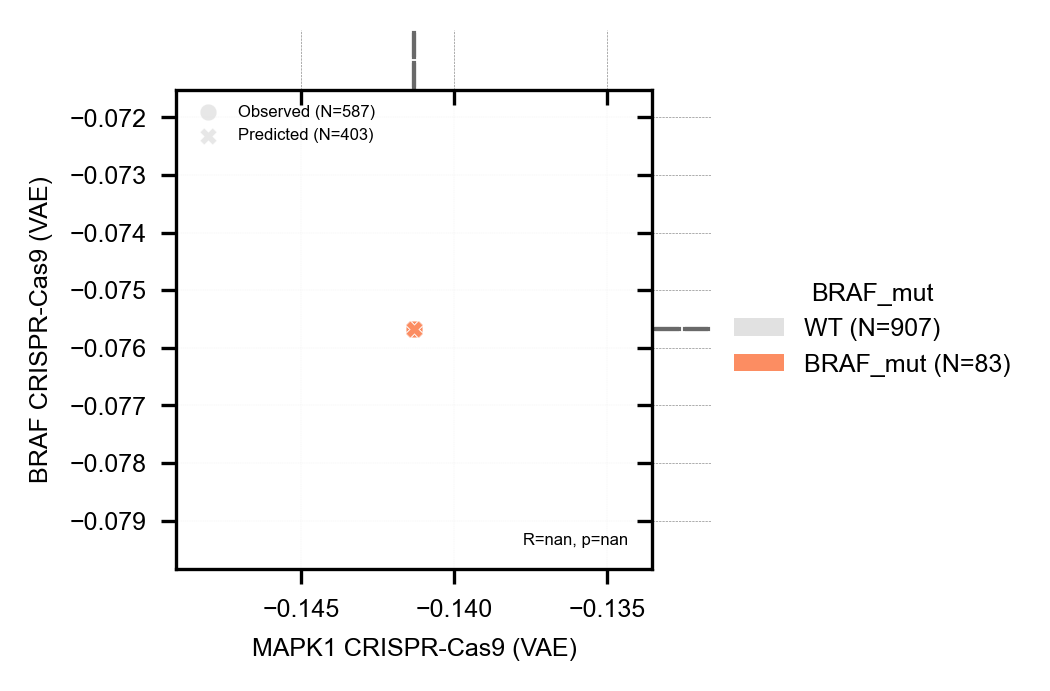 Observed (N=587)
Predicted (N=403)
−0.072
−0.073
−0.074
−0.075
−0.076
−0.077
−0.078
−0.079
BRAF CRISPR-Cas9 (VAE)
R=nan, p=nan
−0.145
−0.140
−0.135
MAPK1 CRISPR-Cas9 (VAE)
BRAF_mut
WT (N=907)
BRAF_mut (N=83)